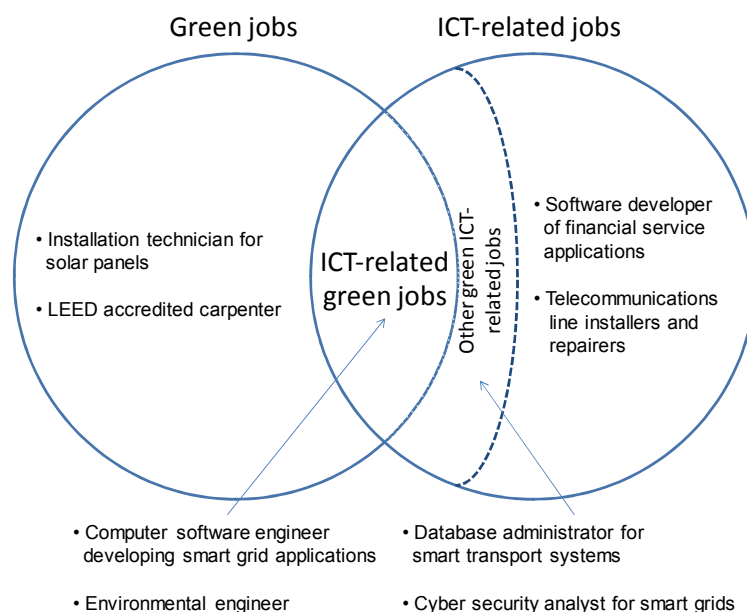 Green jobs
ICT-related jobs
• Installation technician for
solar panels
• LEED accredited carpenter
ICT-related
green jobs
Other green ICT-
related jobs
• Software developer
of financial service
applications
• Telecommunications
line installers and
repairers
• Computer software engineer
developing smart grid applications
• Environmental engineer
• Database administrator for
smart transport systems
• Cyber security analyst for smart grids